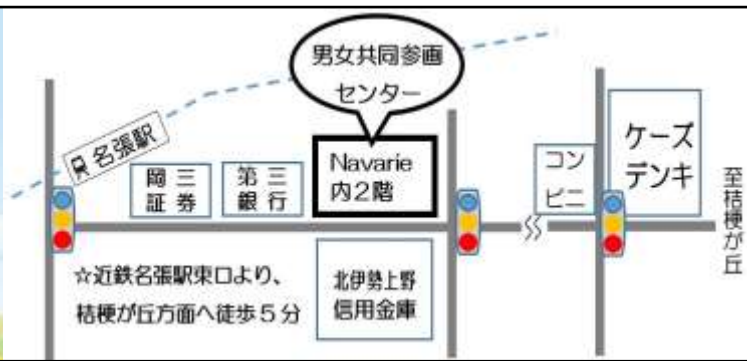 男女共同参画
センター
名張駅
岡三
証券
第三
銀行
Navarie
内2階
コン
ビニ
ケーズ
デンキ
至桔梗が丘
☆近鉄名張駅東口より、
桔梗が丘方面へ徒歩5分
北伊勢上野
信用金庫